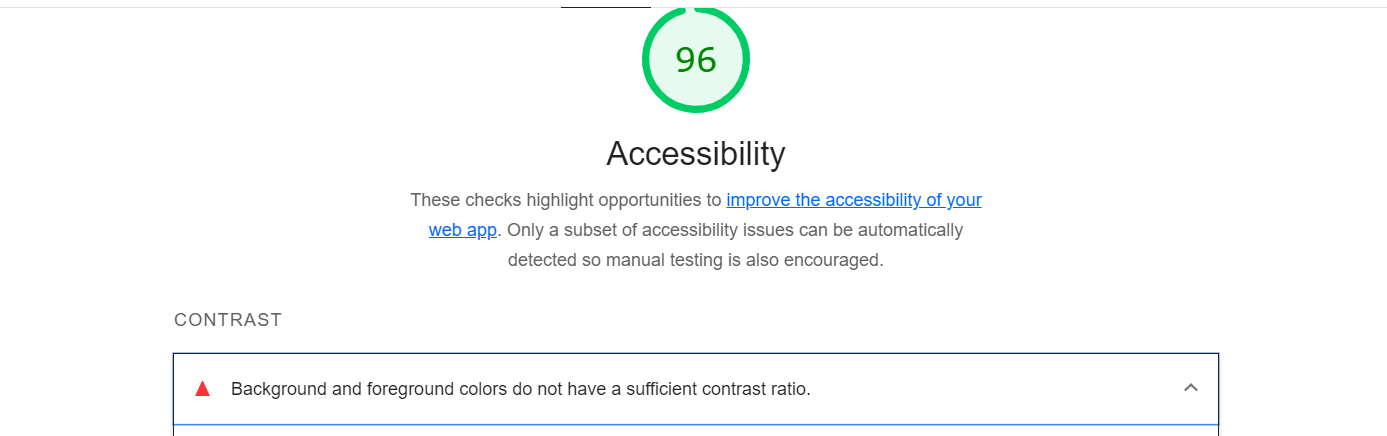 96
Accessibility
These checks highlight opportunities to improve the accessibility of your
web app. Only a subset of accessibility issues can be automatically
detected so manual testing is also encouraged.
CONTRAST
Background and foreground colors do not have a sufficient contrast ratio.